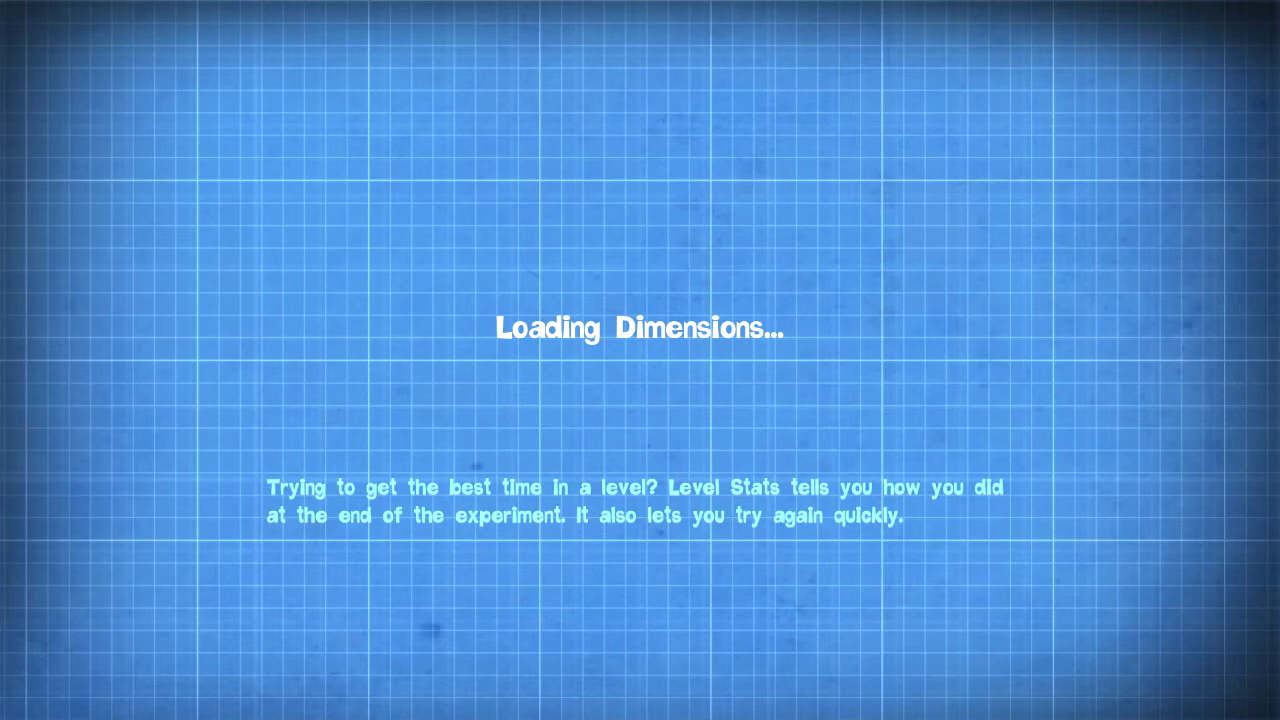 Loading Dimensions...
Trying to get the best time in a level? Level Stats tells you how you did
at the end of the experiment. It also lets you try again quickly.